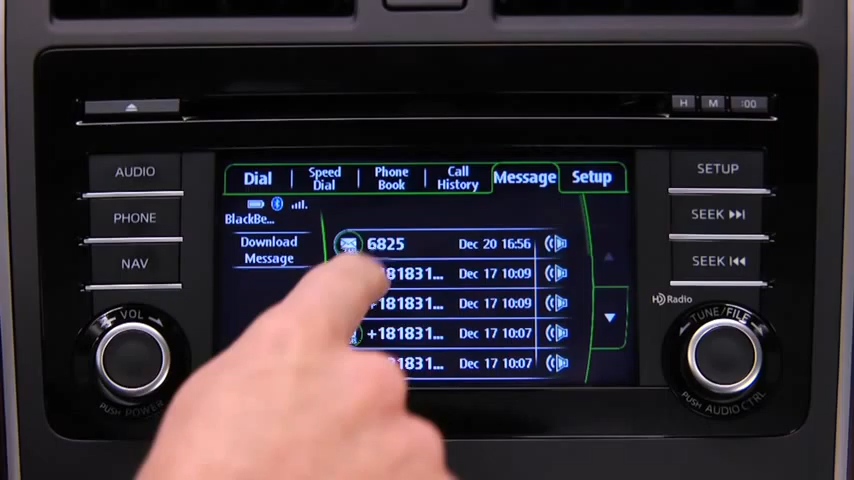 H M :00
AUDIO
PHONE
NAV
VOL
PUSH POWER
Dial
Speed Dial
Phone Book
Call History
Message
Setup
BlackBe...
Download
Message
6825 Dec 20 16:56
181831... Dec 17 10:09
+181831... Dec 17 10:09
+181831... Dec 17 10:07
181831... Dec 17 10:07
SETUP
SEEK
SEEK
HD Radio
TUNE/FILE
PUSH AUDIO CTRL